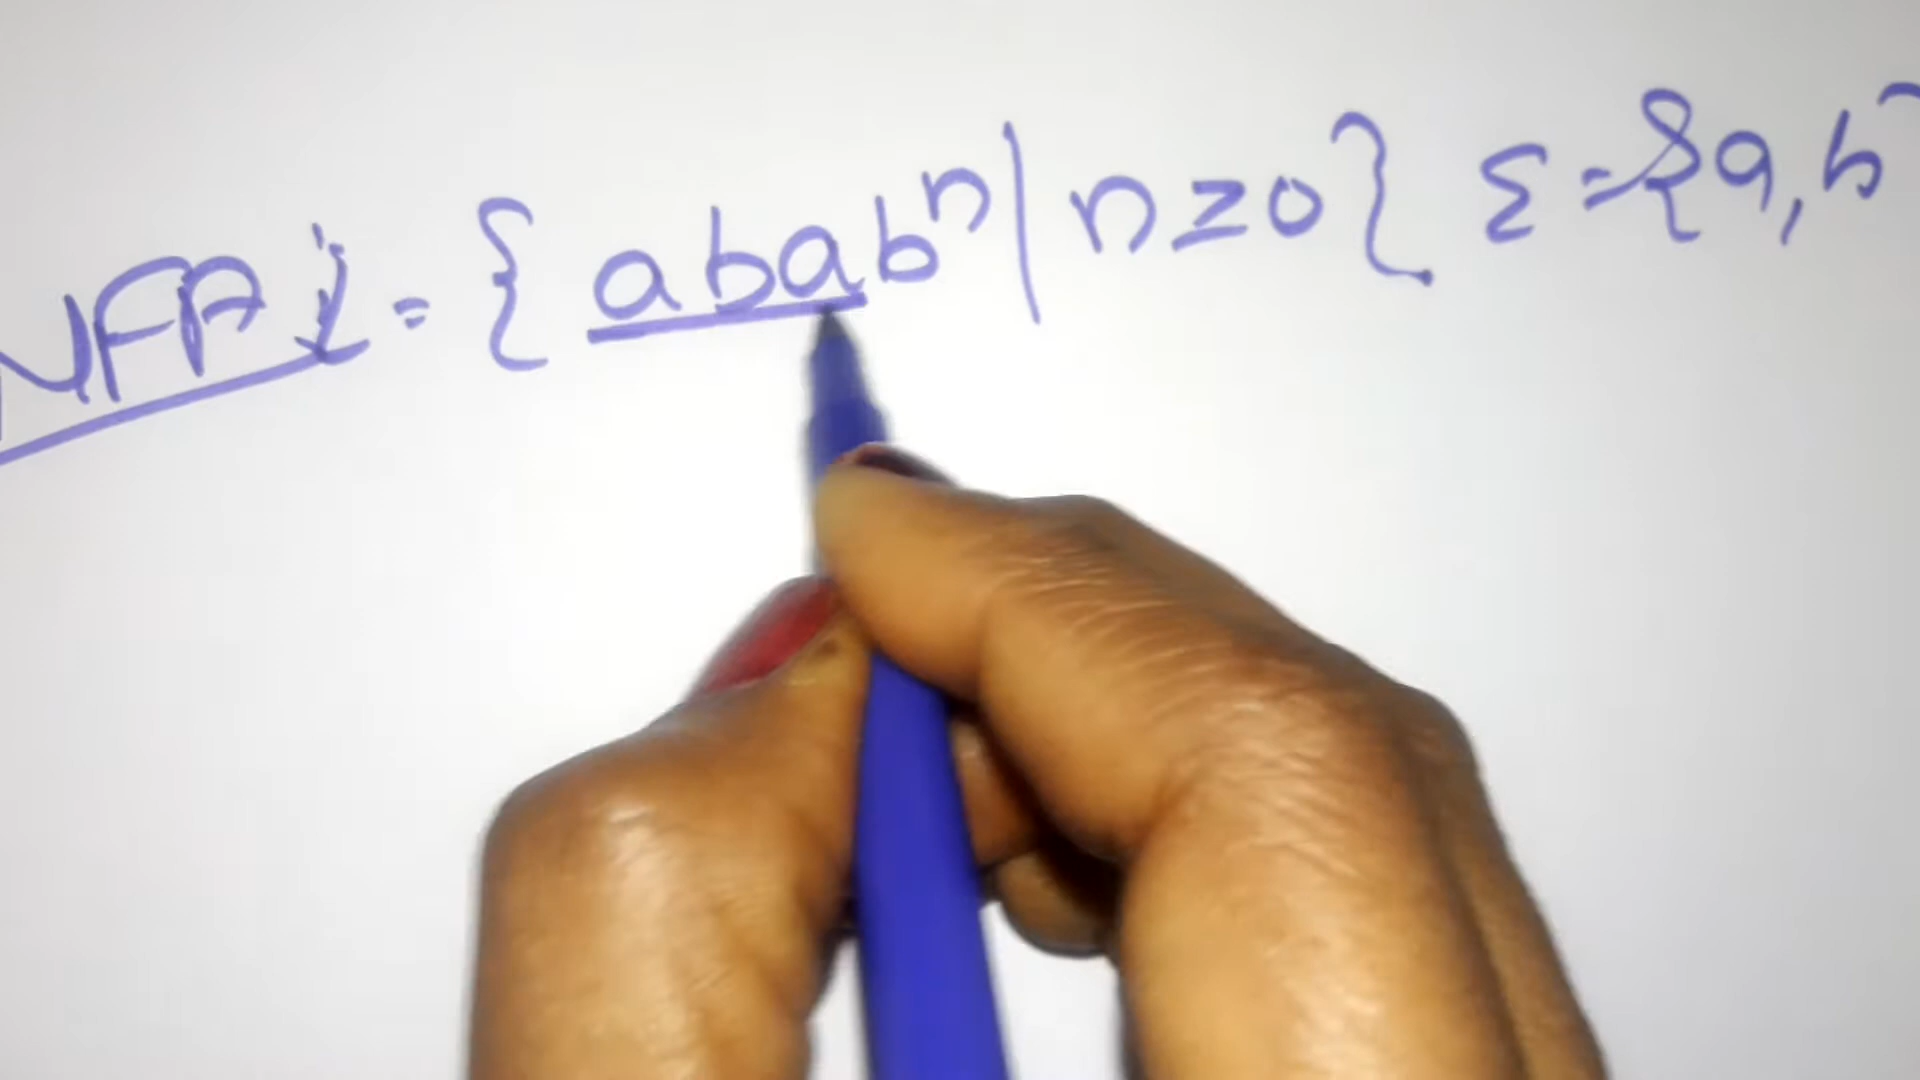 NFA L = { abab^n | n ≥ 0 } Σ = {a, b